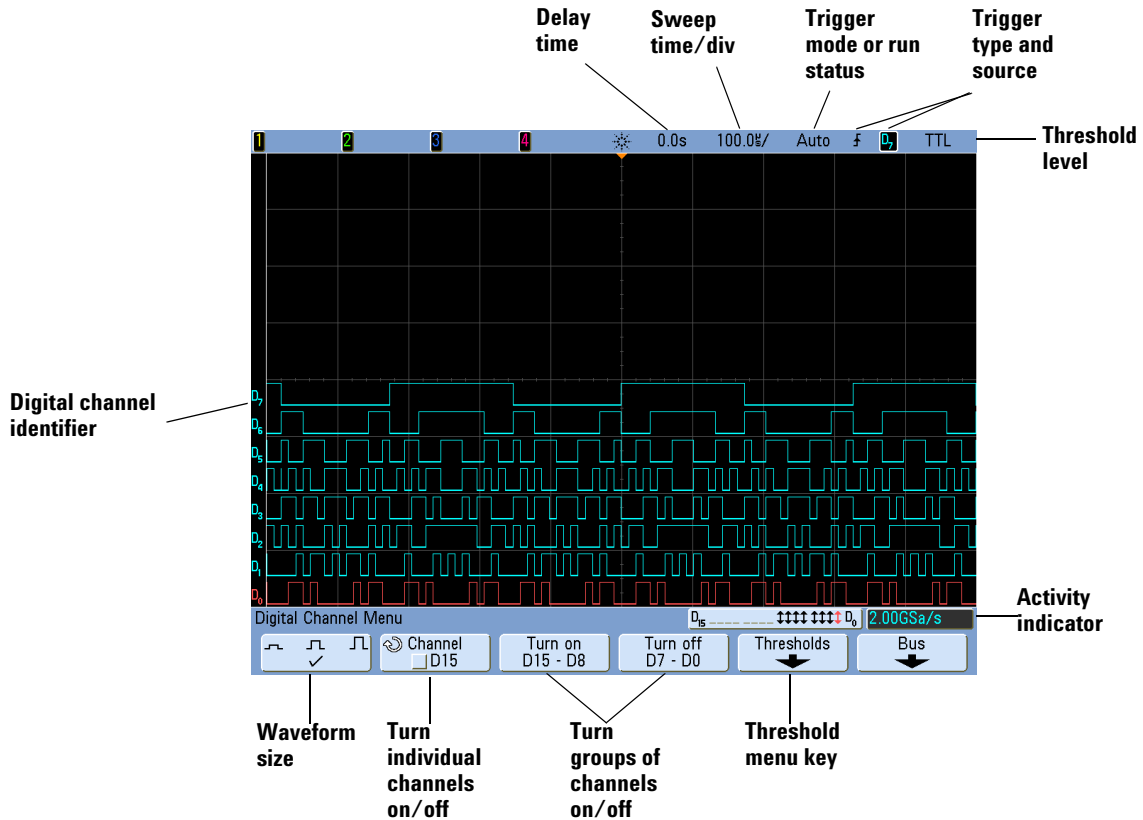 Delay
time
Sweep
time/div
Trigger
mode or run
status
Trigger
type and
source
1 2 3 4 0.0s 100.0µs/ Auto D7 TTL
Threshold
level
Digital channel
identifier
D7
D6
D5
D4
D3
D2
D1
D0
Digital Channel Menu
D15 D0 2.00GSa/s
Activity
indicator
Channel
D15
Turn on
D15 - D8
Turn off
D7 - D0
Thresholds
Bus
Waveform
size
Turn
individual
channels
on/off
Turn
groups of
channels
on/off
Threshold
menu key